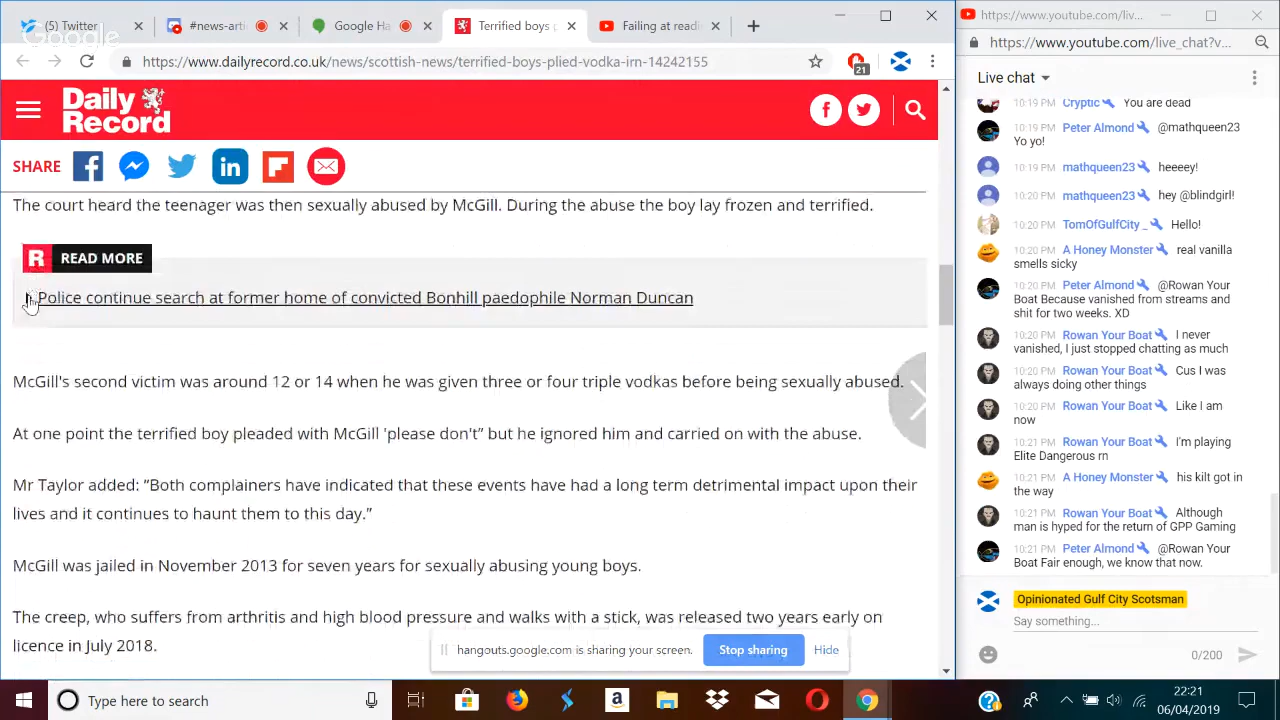 (5) Twitter
#news-arti
Google Ha
Terrified boys p
Failing at readi
https://www.youtube.com/liv...
Google
https://www.dailyrecord.co.uk/news/scottish-news/terrified-boys-plied-vodka-irn-14242155
21
https://www.youtube.com/live_chat?v...
Daily
Record
SHARE
The court heard the teenager was then sexually abused by McGill. During the abuse the boy lay frozen and terrified.
R READ MORE
Police continue search at former home of convicted Bonhill paedophile Norman Duncan
McGill's second victim was around 12 or 14 when he was given three or four triple vodkas before being sexually abused.
At one point the terrified boy pleaded with McGill 'please don't” but he ignored him and carried on with the abuse.
Mr Taylor added: “Both complainers have indicated that these events have had a long term detrimental impact upon their
lives and it continues to haunt them to this day.”
McGill was jailed in November 2013 for seven years for sexually abusing young boys.
The creep, who suffers from arthritis and high blood pressure and walks with a stick, was released two years early on
licence in July 2018.
hangouts.google.com is sharing your screen.
Stop sharing
Hide
Live chat
10:19 PM Cryptic You are dead
10:19 PM Peter Almond @mathqueen23
Yo yo!
10:19 PM mathqueen23 heeeey!
10:20 PM mathqueen23 hey @blindgirl!
10:20 PM TomOfGulfCity _ Hello!
10:20 PM A Honey Monster real vanilla
smells sicky
10:20 PM Peter Almond @Rowan Your
Boat Because vanished from streams and
shit for two weeks. XD
10:20 PM Rowan Your Boat I never
vanished, I just stopped chatting as much
10:20 PM Rowan Your Boat Cus I was
always doing other things
10:20 PM Rowan Your Boat Like I am
now
10:21 PM Rowan Your Boat I'm playing
Elite Dangerous rn
10:21 PM A Honey Monster his kilt got in
the way
10:21 PM Rowan Your Boat Although
man is hyped for the return of GPP Gaming
10:21 PM Peter Almond @Rowan Your
Boat Fair enough, we know that now.
Opinionated Gulf City Scotsman
Say something...
0/200
Type here to search
22:21
06/04/2019